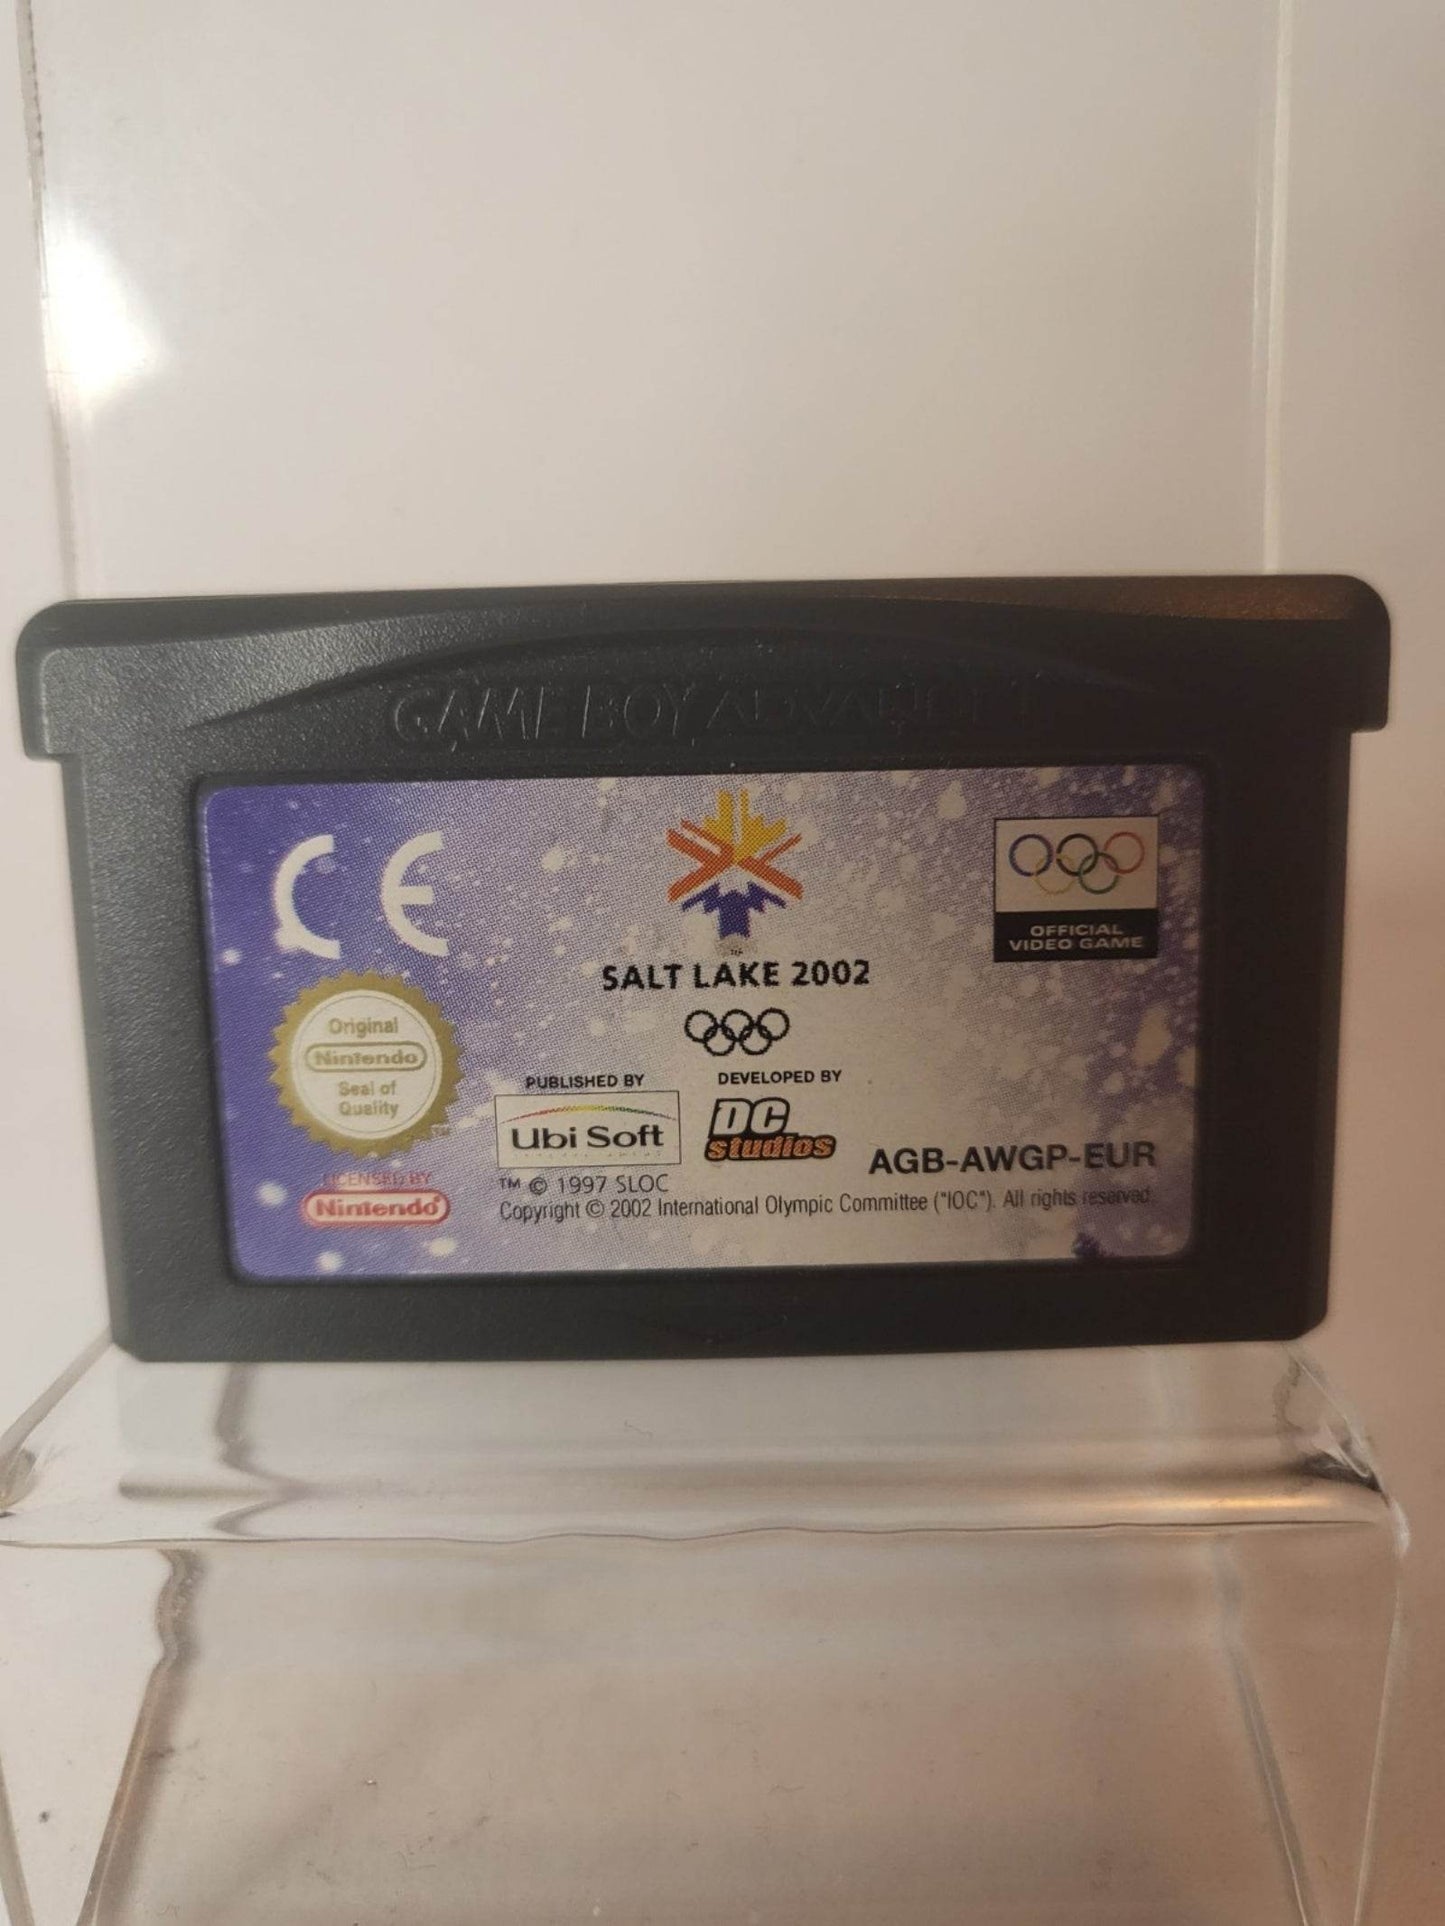 GAME BOY ADVANCE
CE
OFFICIAL
VIDEO GAME
TM
SALT LAKE 2002
Original
Nintendo
Seal of
Quality
TM
PUBLISHED BY
DEVELOPED BY
Ubi Soft
DC
studios
AGB-AWGP-EUR
LICENSED BY
Nintendo®
TM © 1997 SLOC
Copyright © 2002 International Olympic Committee ("IOC"). All rights reserved.